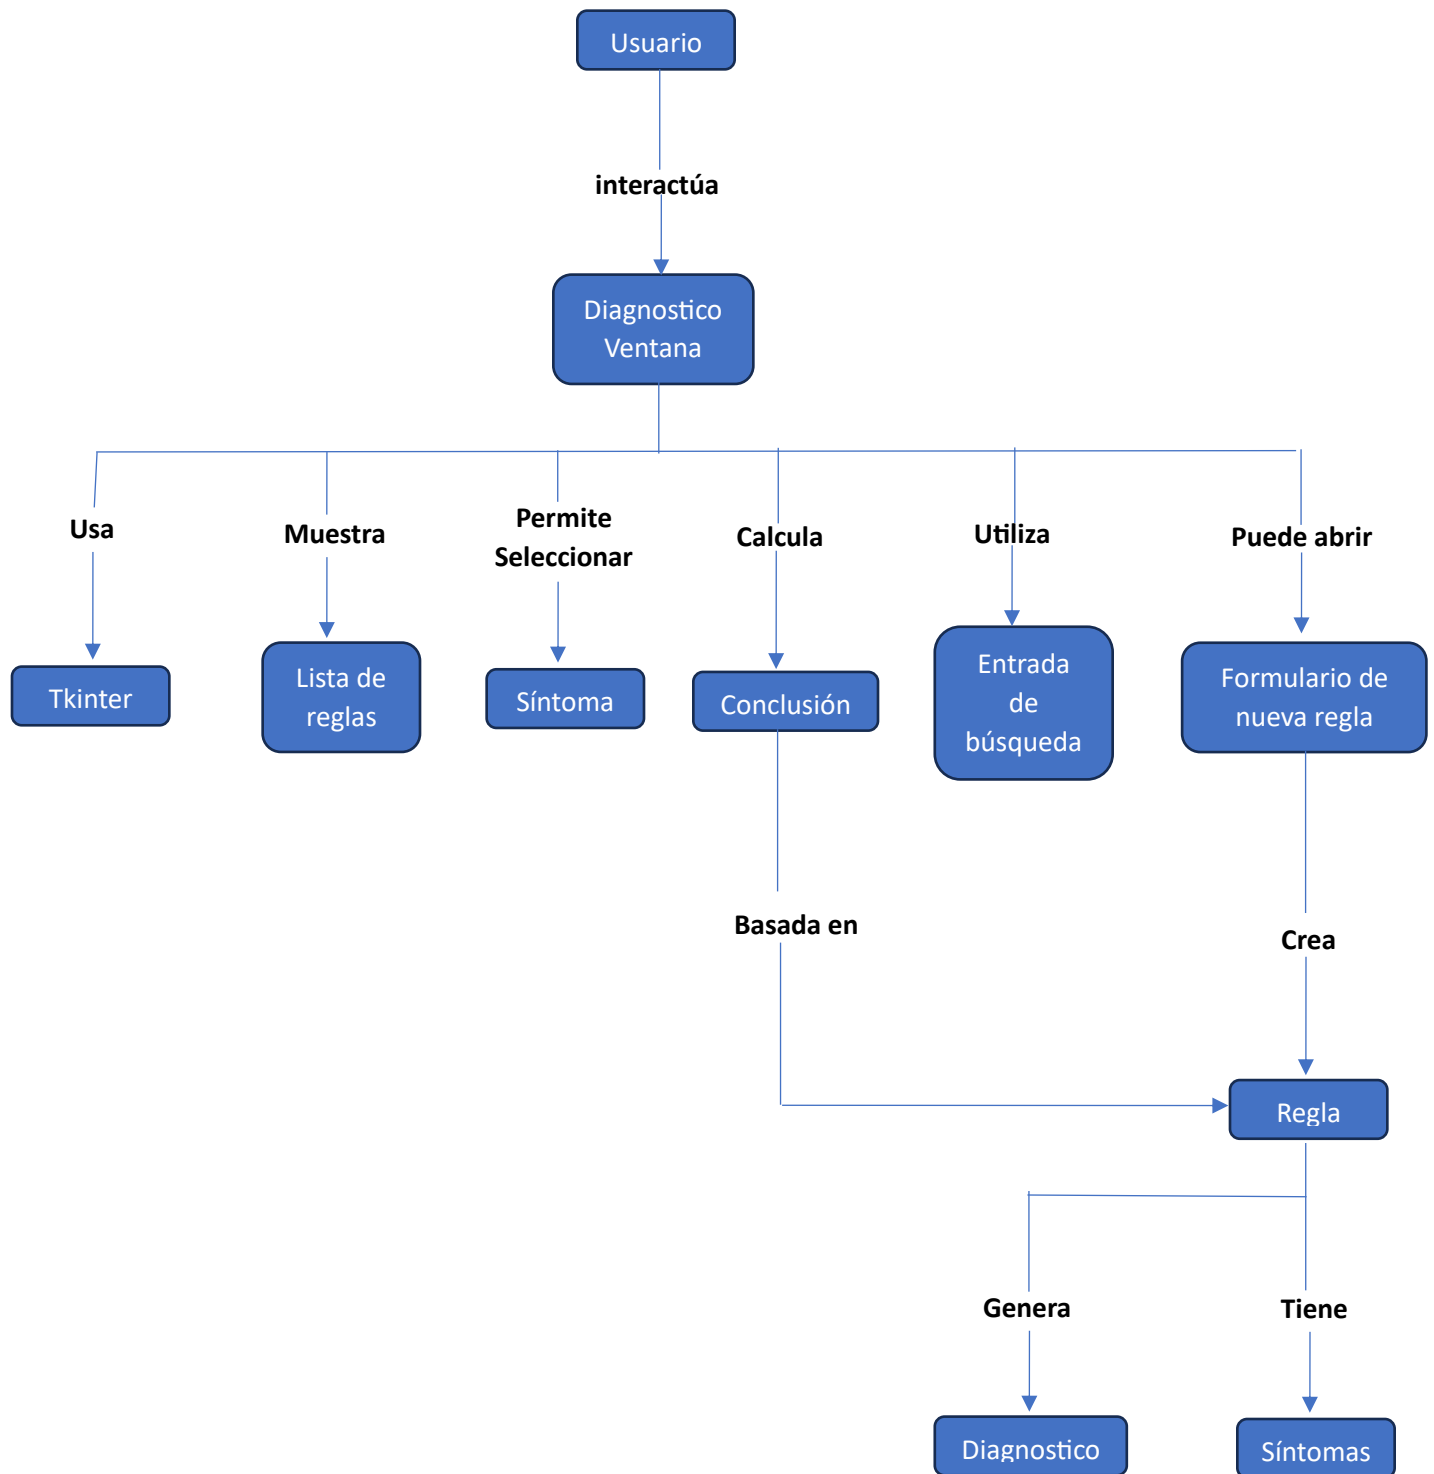 Usuario
interactúa
Diagnostico
Ventana
Usa
Muestra
Permite
Seleccionar
Calcula
Utiliza
Puede abrir
Tkinter
Lista de
reglas
Síntoma
Conclusión
Entrada
de
búsqueda
Formulario de
nueva regla
Basada en
Crea
Regla
Genera
Tiene
Diagnostico
Síntomas